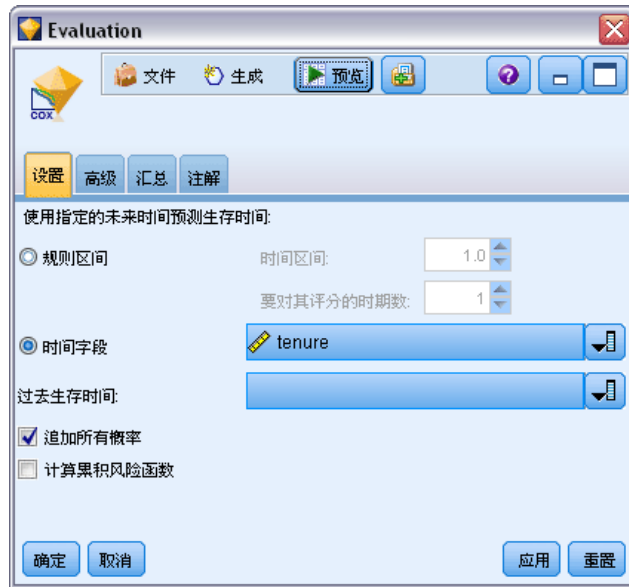 Evaluation
文件 生成 预览
COX
设置 高级 汇总 注解
使用指定的未来时间预测生存时间:
规则区间 时间区间: 1.0
要对其评分的时期数: 1
时间字段 tenure
过去生存时间:
追加所有概率
计算累积风险函数
确定 取消 应用 重置